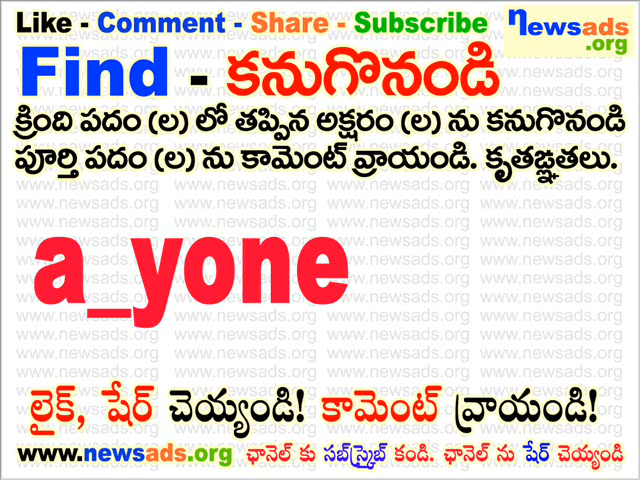 Like - Comment - Share - Subscribe
newsads
.org
Find - కనుగొనండి
క్రింది పదం (ల) లో తప్పిన అక్షరం (ల) ను కనుగొనండి
పూర్తి పదం (ల) ను కామెంట్ వ్రాయండి. కృతఙ్ఞతలు.
a_yone
లైక్, షేర్ చెయ్యండి! కామెంట్ వ్రాయండి!
www.newsads.org ఛానెల్ కు సబ్‌స్క్రైబ్ కండి. ఛానెల్ ను షేర్ చెయ్యండి